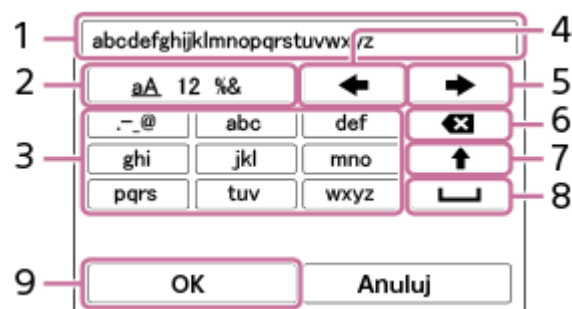 1 abcdefghijklmnopqrstuvwxyz 4
2 aA 12 %& 5
.-_@ abc def 6
3 ghi jkl mno 7
pqrs tuv wxyz 8
9 OK Anuluj